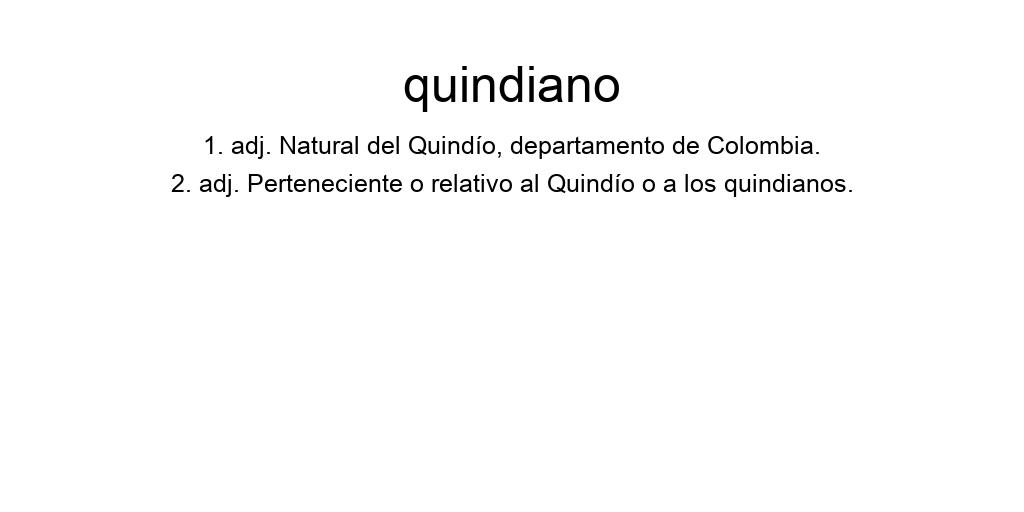 quindiano
1. adj. Natural del Quindío, departamento de Colombia.
2. adj. Perteneciente o relativo al Quindío o a los quindianos.